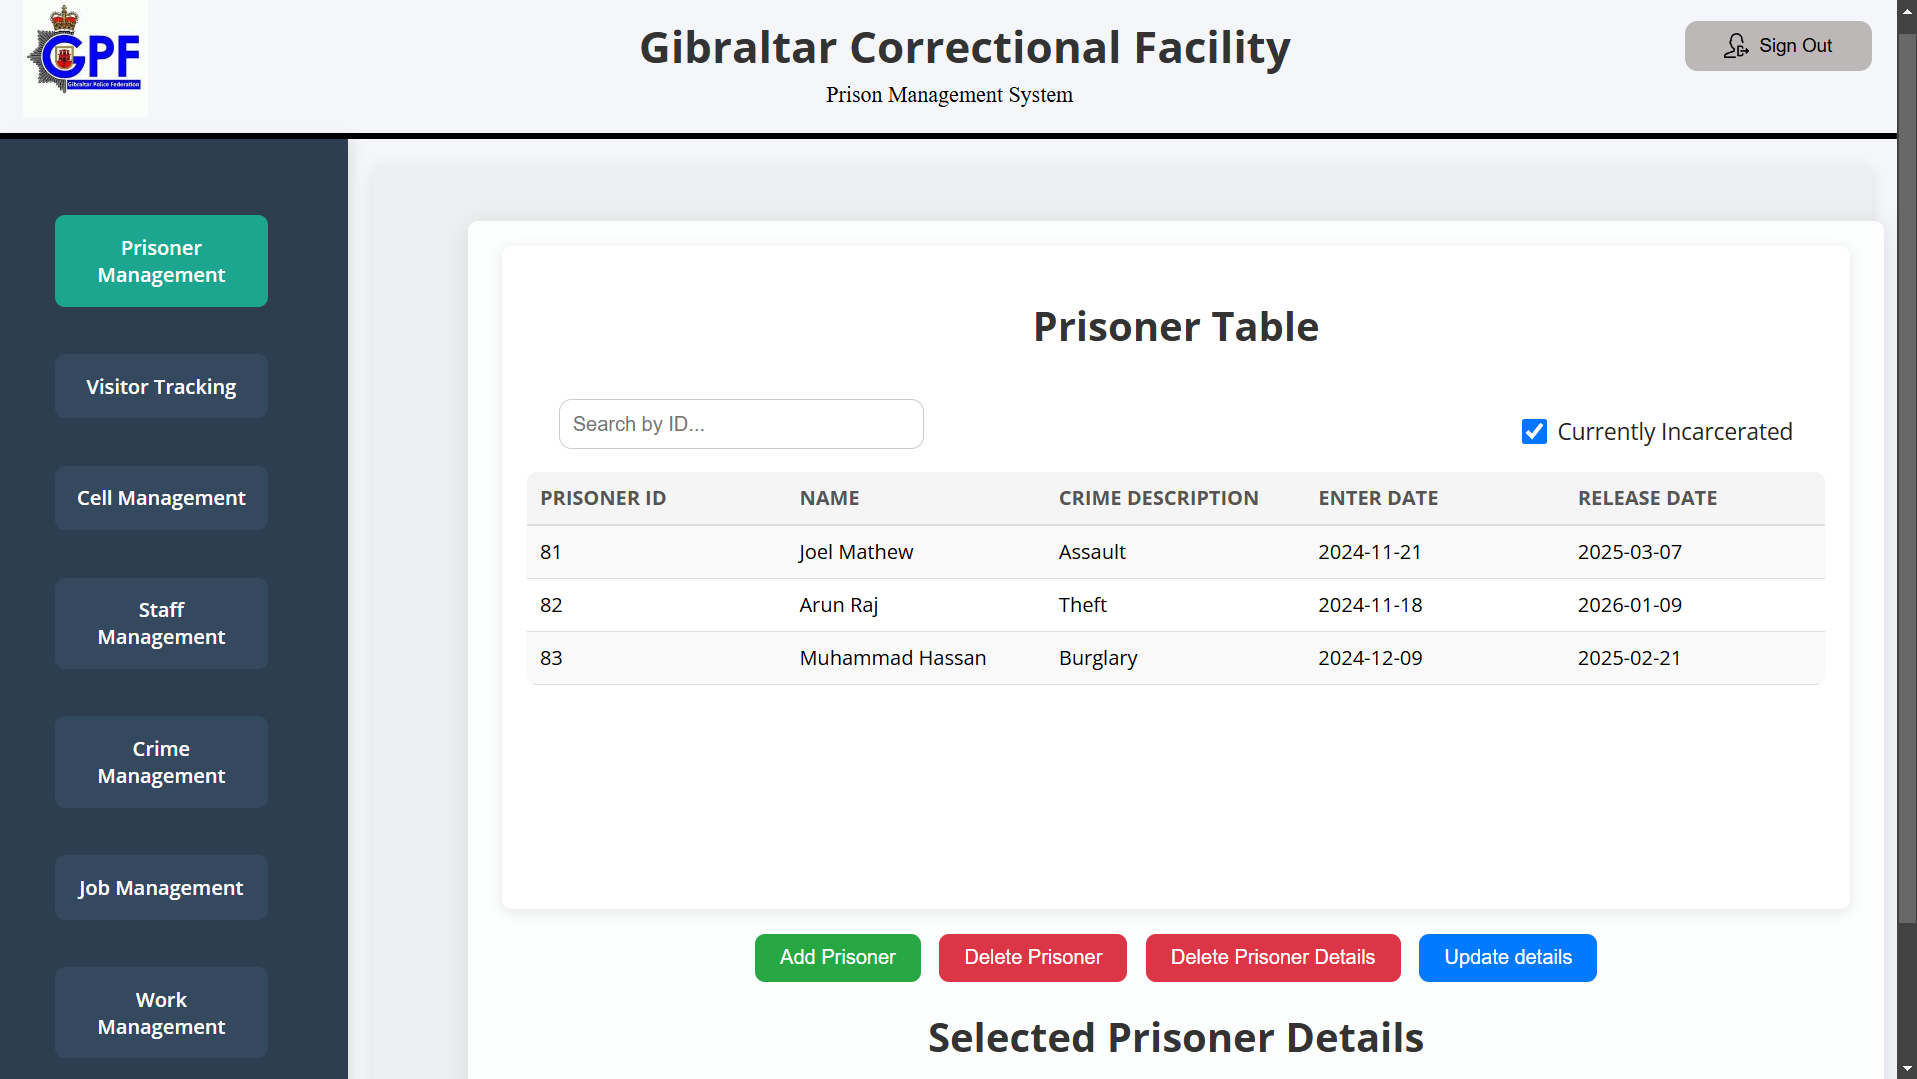 GPF
Gibraltar Police Federation
Gibraltar Correctional Facility
Prison Management System
Sign Out
Prisoner
Management
Visitor Tracking
Cell Management
Staff
Management
Crime
Management
Job Management
Work
Management
Prisoner Table
Search by ID...
Currently Incarcerated
PRISONER ID NAME CRIME DESCRIPTION ENTER DATE RELEASE DATE
81 Joel Mathew Assault 2024-11-21 2025-03-07
82 Arun Raj Theft 2024-11-18 2026-01-09
83 Muhammad Hassan Burglary 2024-12-09 2025-02-21
Add Prisoner Delete Prisoner Delete Prisoner Details Update details
Selected Prisoner Details